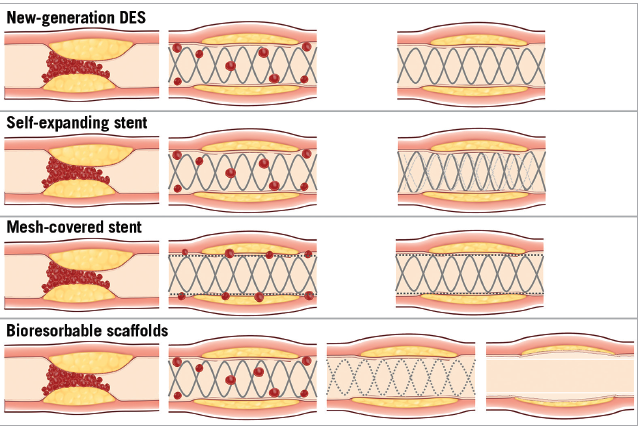 New-generation DES
Self-expanding stent
Mesh-covered stent
Bioresorbable scaffolds